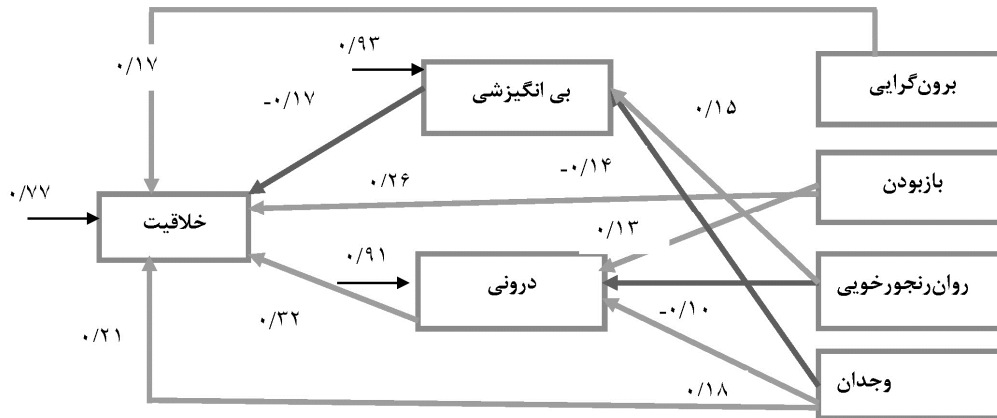 ۰/۹۳
برون‌گرایی
۰/۱۷
بی انگیزشی
-۰/۱۷
۰/۱۵
-۰/۱۴
بازبودن
۰/۲۶
۰/۷۷
خلاقیت
۰/۱۳
۰/۹۱
درونی
روان‌رنجورخویی
-۰/۱۰
۰/۳۲
۰/۲۱
وجدان
۰/۱۸